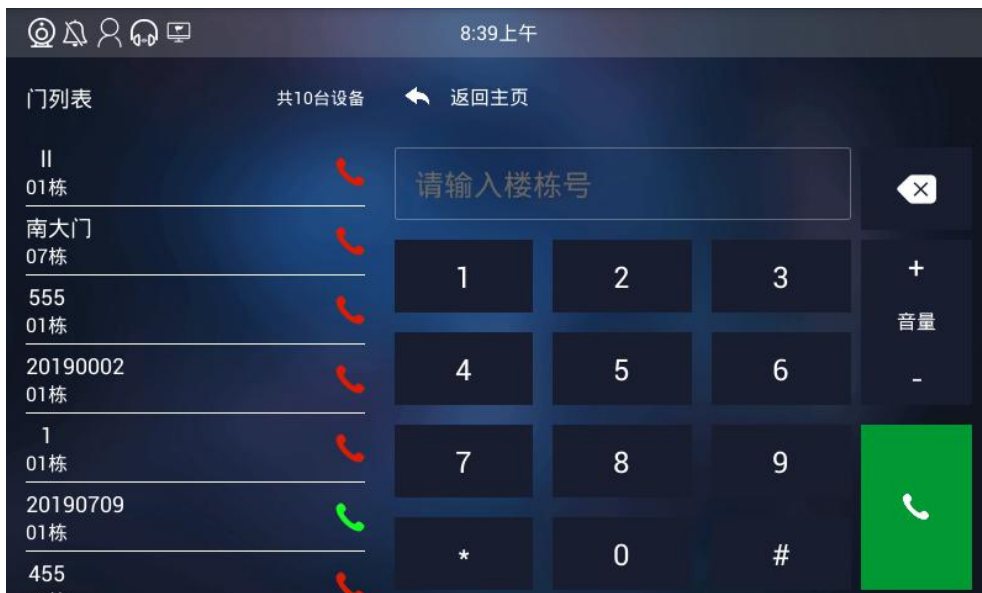 8:39上午
门列表
共10台设备
返回主页
II
01栋
南大门
07栋
555
01栋
20190002
01栋
1
01栋
20190709
01栋
455
请输入楼栋号
1
2
3
4
5
6
7
8
9
*
0
#
+
音量
-